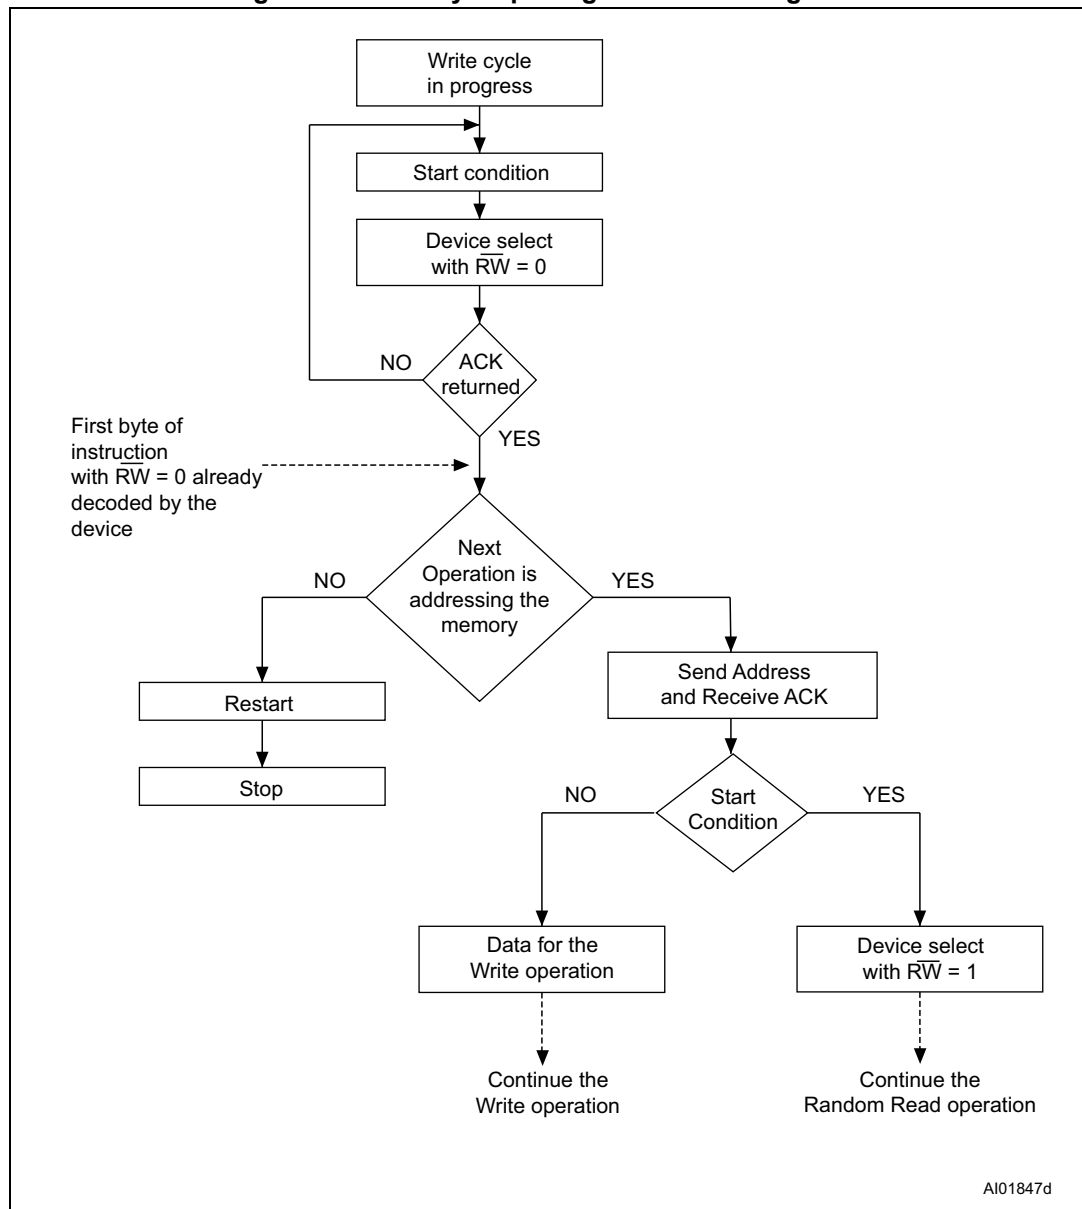 Write cycle
in progress
Start condition
Device select
with RW = 0
NO
ACK
returned
YES
First byte of
instruction
with RW = 0 already
decoded by the
device
Next
Operation is
addressing the
memory
NO
YES
Send Address
and Receive ACK
Restart
Stop
NO
Start
Condition
YES
Data for the
Write operation
Device select
with RW = 1
Continue the
Write operation
Continue the
Random Read operation
AI01847d